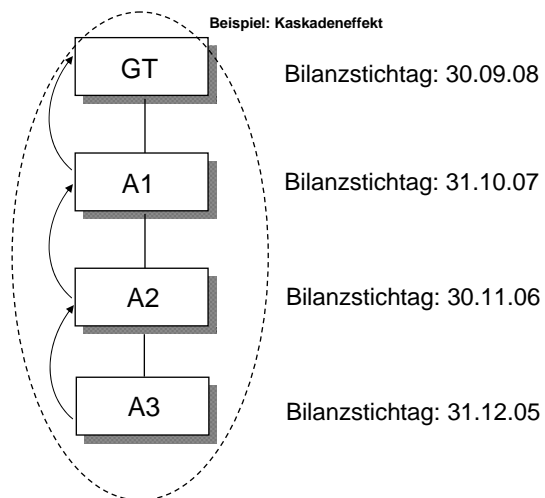 Beispiel: Kaskadeneffekt
GT
Bilanzstichtag: 30.09.08
A1
Bilanzstichtag: 31.10.07
A2
Bilanzstichtag: 30.11.06
A3
Bilanzstichtag: 31.12.05